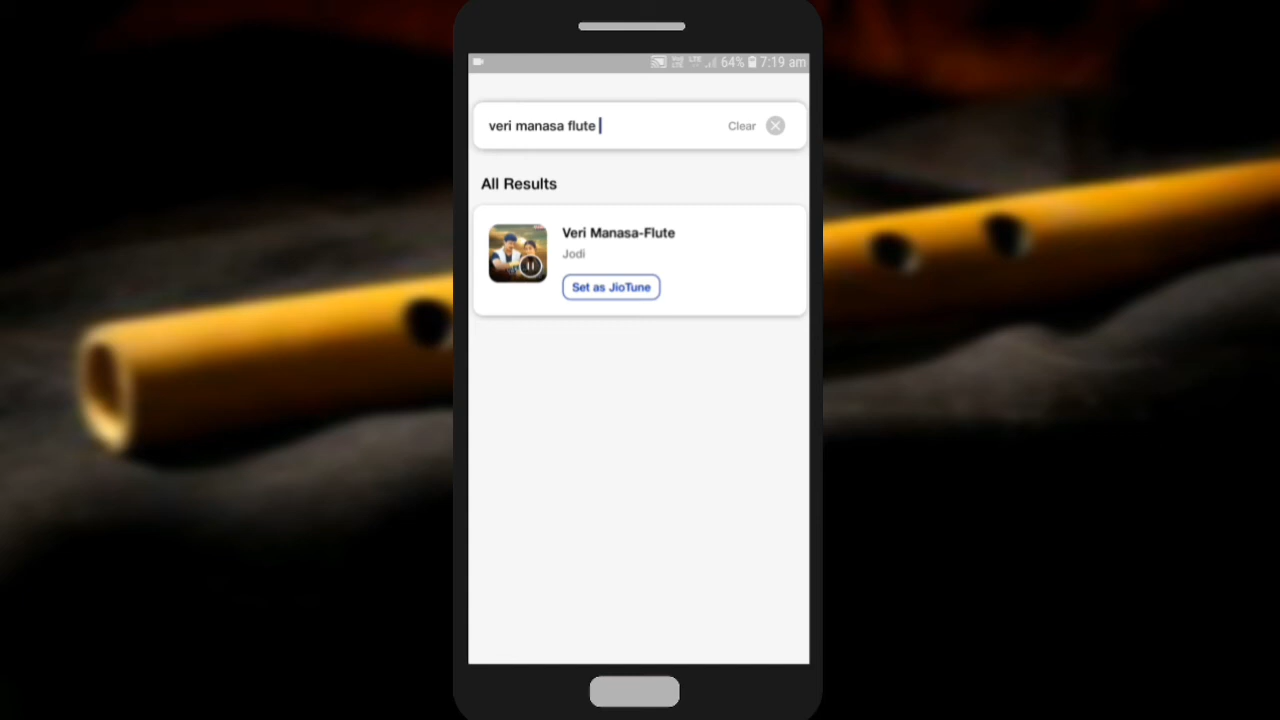 64% 7:19 am
veri manasa flute
Clear
All Results
Veri Manasa-Flute
Jodi
Set as JioTune